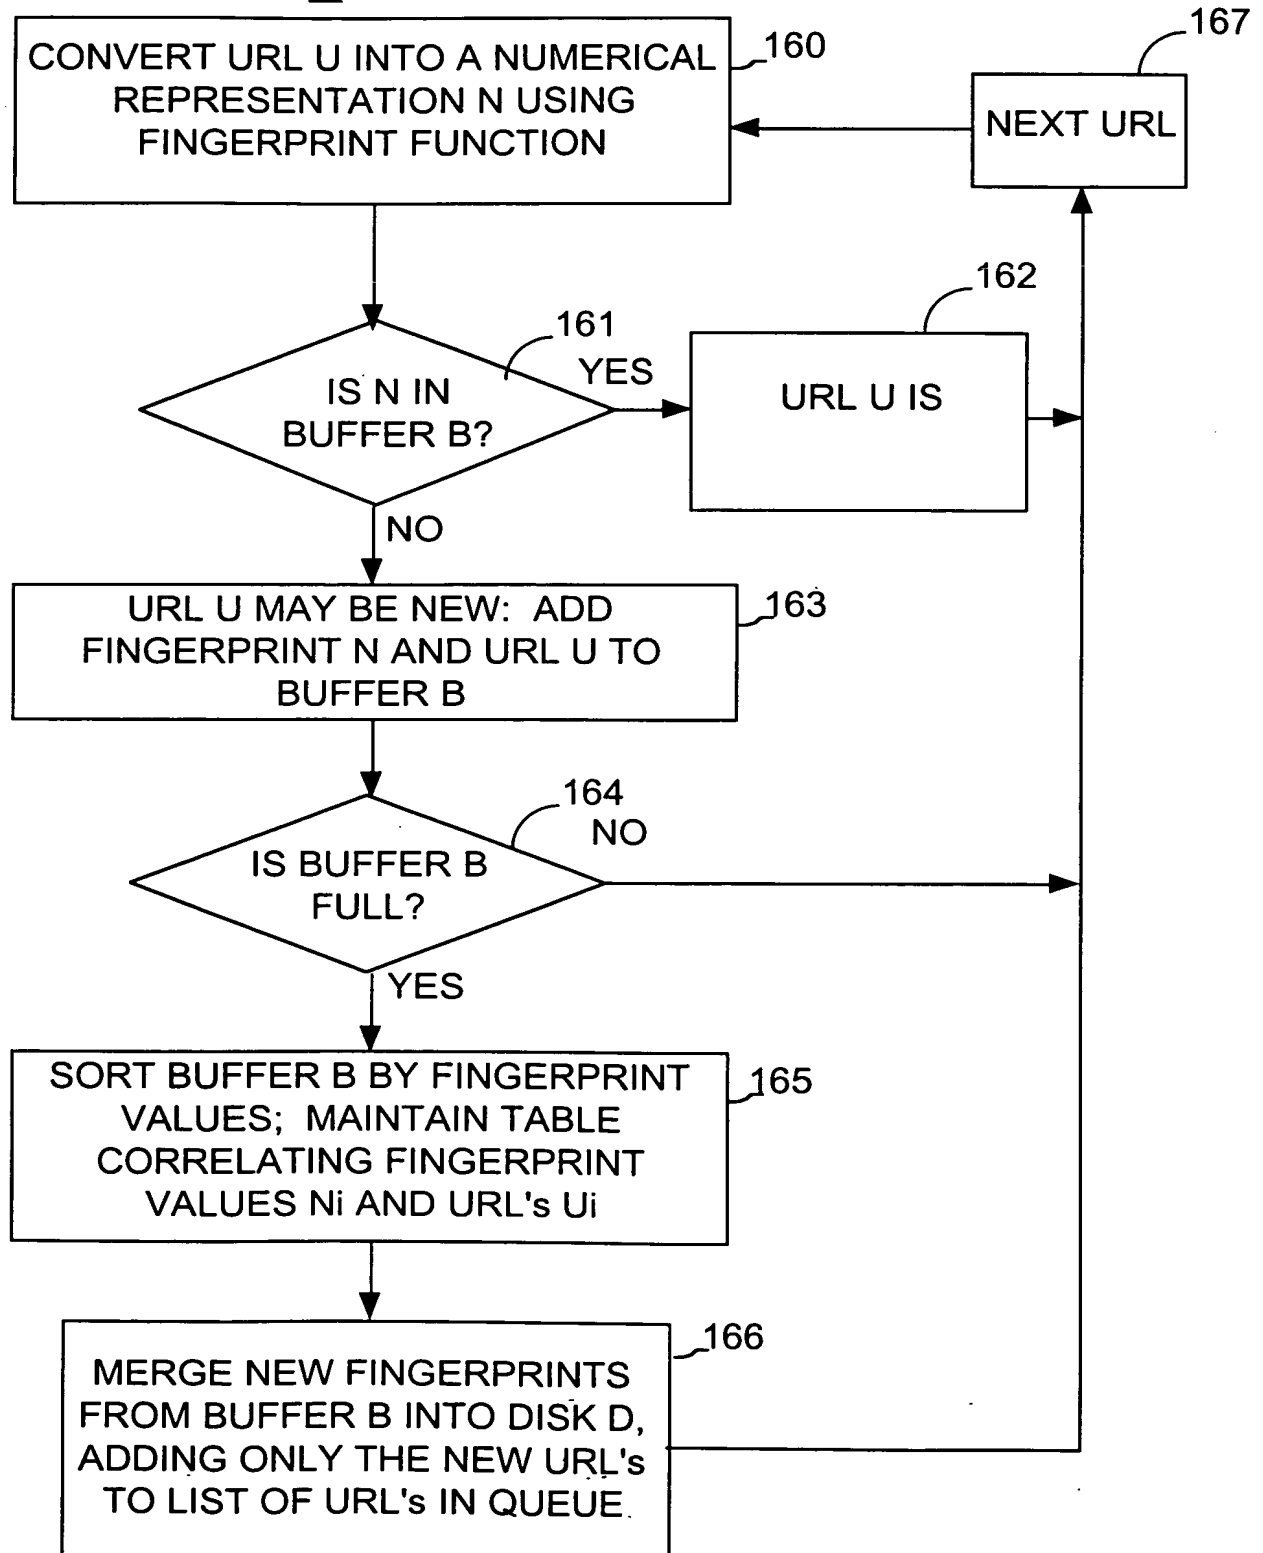 CONVERT URL U INTO A NUMERICAL
REPRESENTATION N USING
FINGERPRINT FUNCTION
160
167
NEXT URL
161
IS N IN
BUFFER B?
YES
162
URL U IS
NO
URL U MAY BE NEW: ADD
FINGERPRINT N AND URL U TO
BUFFER B
163
164
IS BUFFER B
FULL?
NO
YES
SORT BUFFER B BY FINGERPRINT
VALUES; MAINTAIN TABLE
CORRELATING FINGERPRINT
VALUES Ni AND URL's Ui
165
166
MERGE NEW FINGERPRINTS
FROM BUFFER B INTO DISK D,
ADDING ONLY THE NEW URL's
TO LIST OF URL's IN QUEUE.